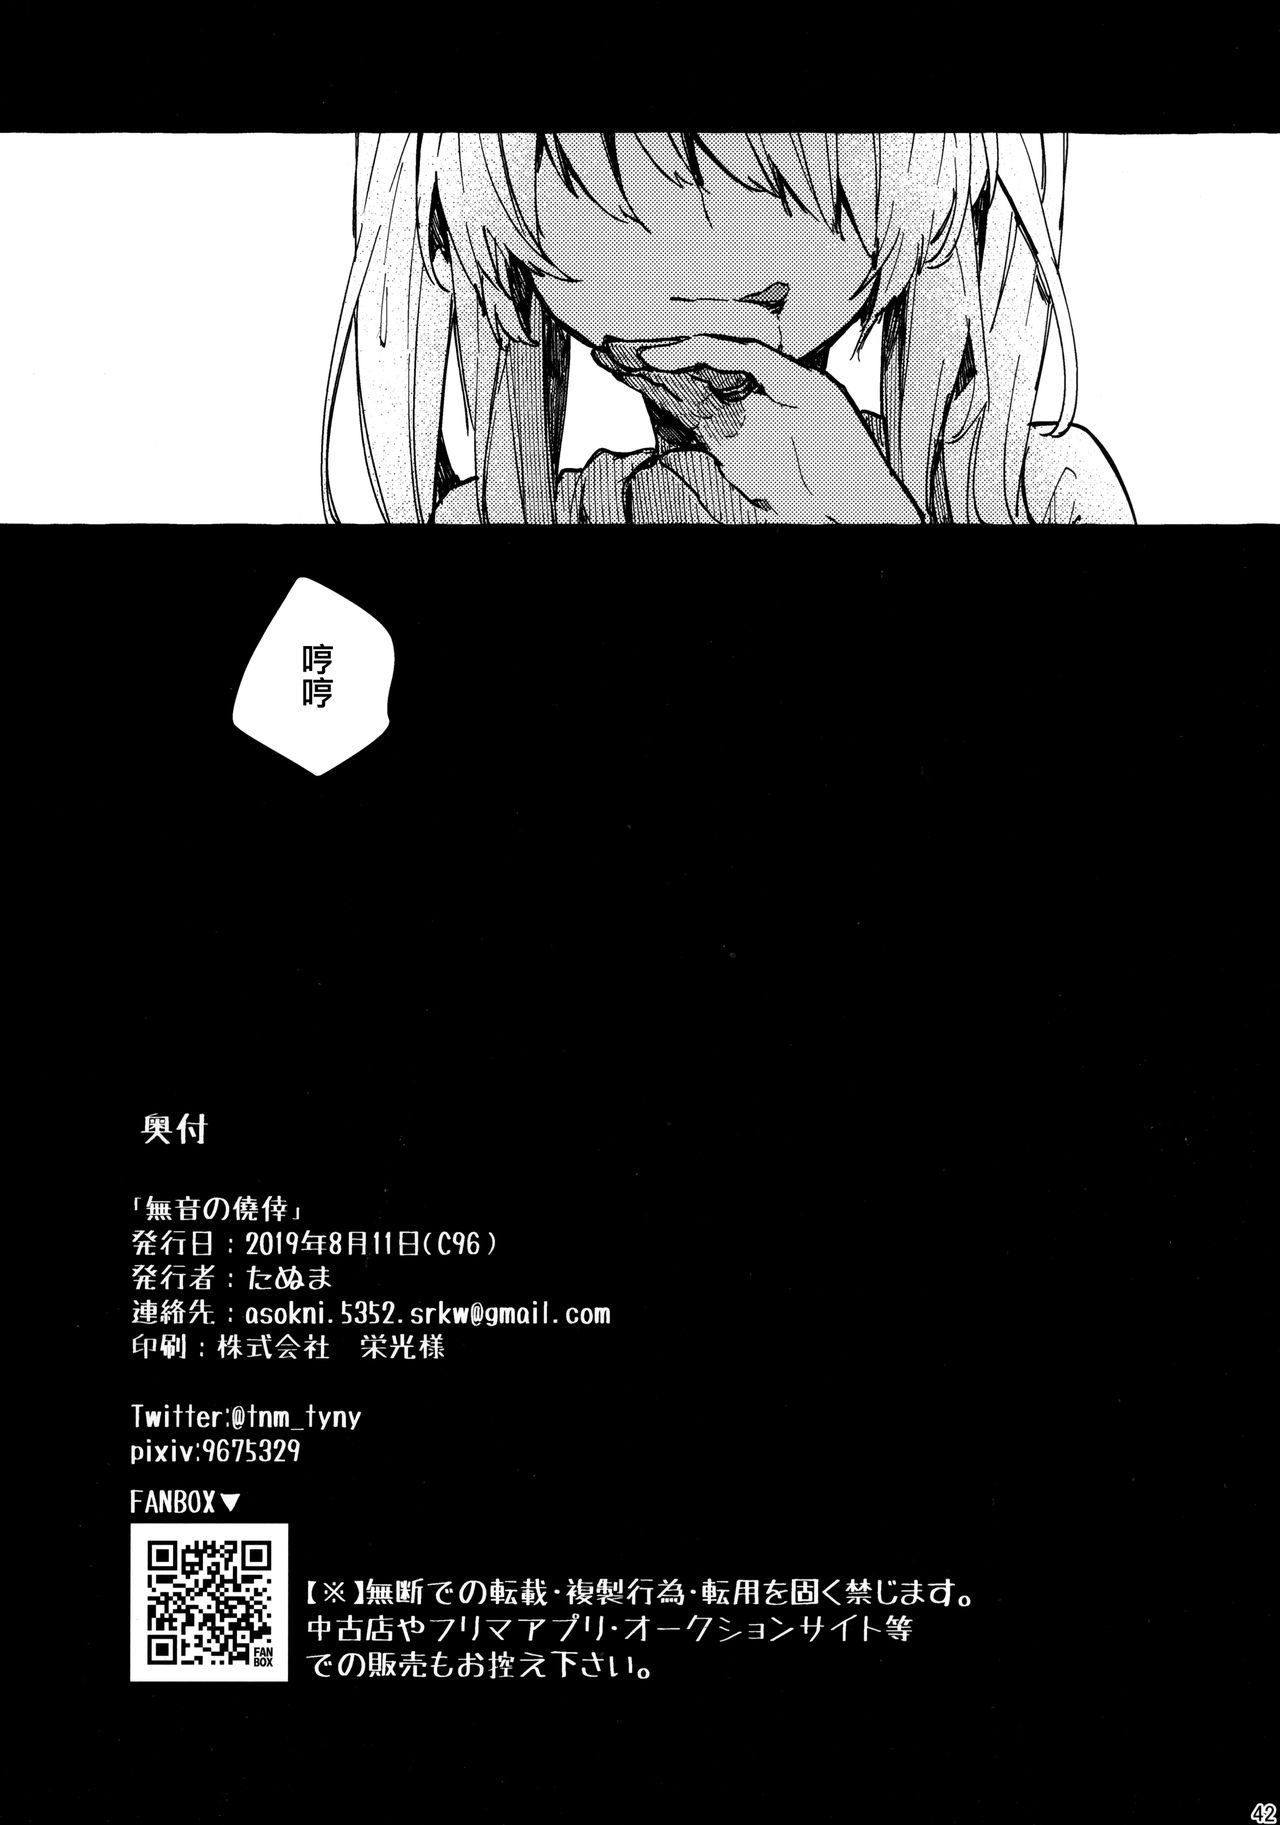 哼
哼
奥付
「無音の僥倖」
発行日：2019年8月11日(C96)
発行者：たぬま
連絡先：asokni.5352.srkw@gmail.com
印刷：株式会社　栄光様
Twitter:@tnm_tyny
pixiv:9675329
FANBOX▼
FAN
BOX
【※】無断での転載・複製行為・転用を固く禁じます。
中古店やフリマアプリ・オークションサイト等
での販売もお控え下さい。
42